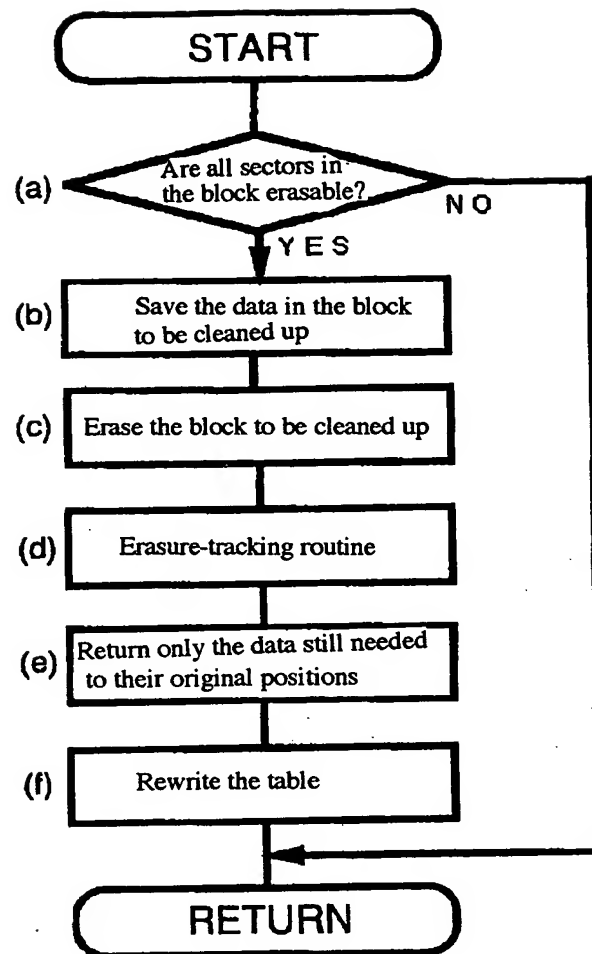 START
(a)
Are all sectors in
the block erasable?
NO
YES
(b)
Save the data in the block
to be cleaned up
(c)
Erase the block to be cleaned up
(d)
Erasure-tracking routine
(e)
Return only the data still needed
to their original positions
(f)
Rewrite the table
RETURN